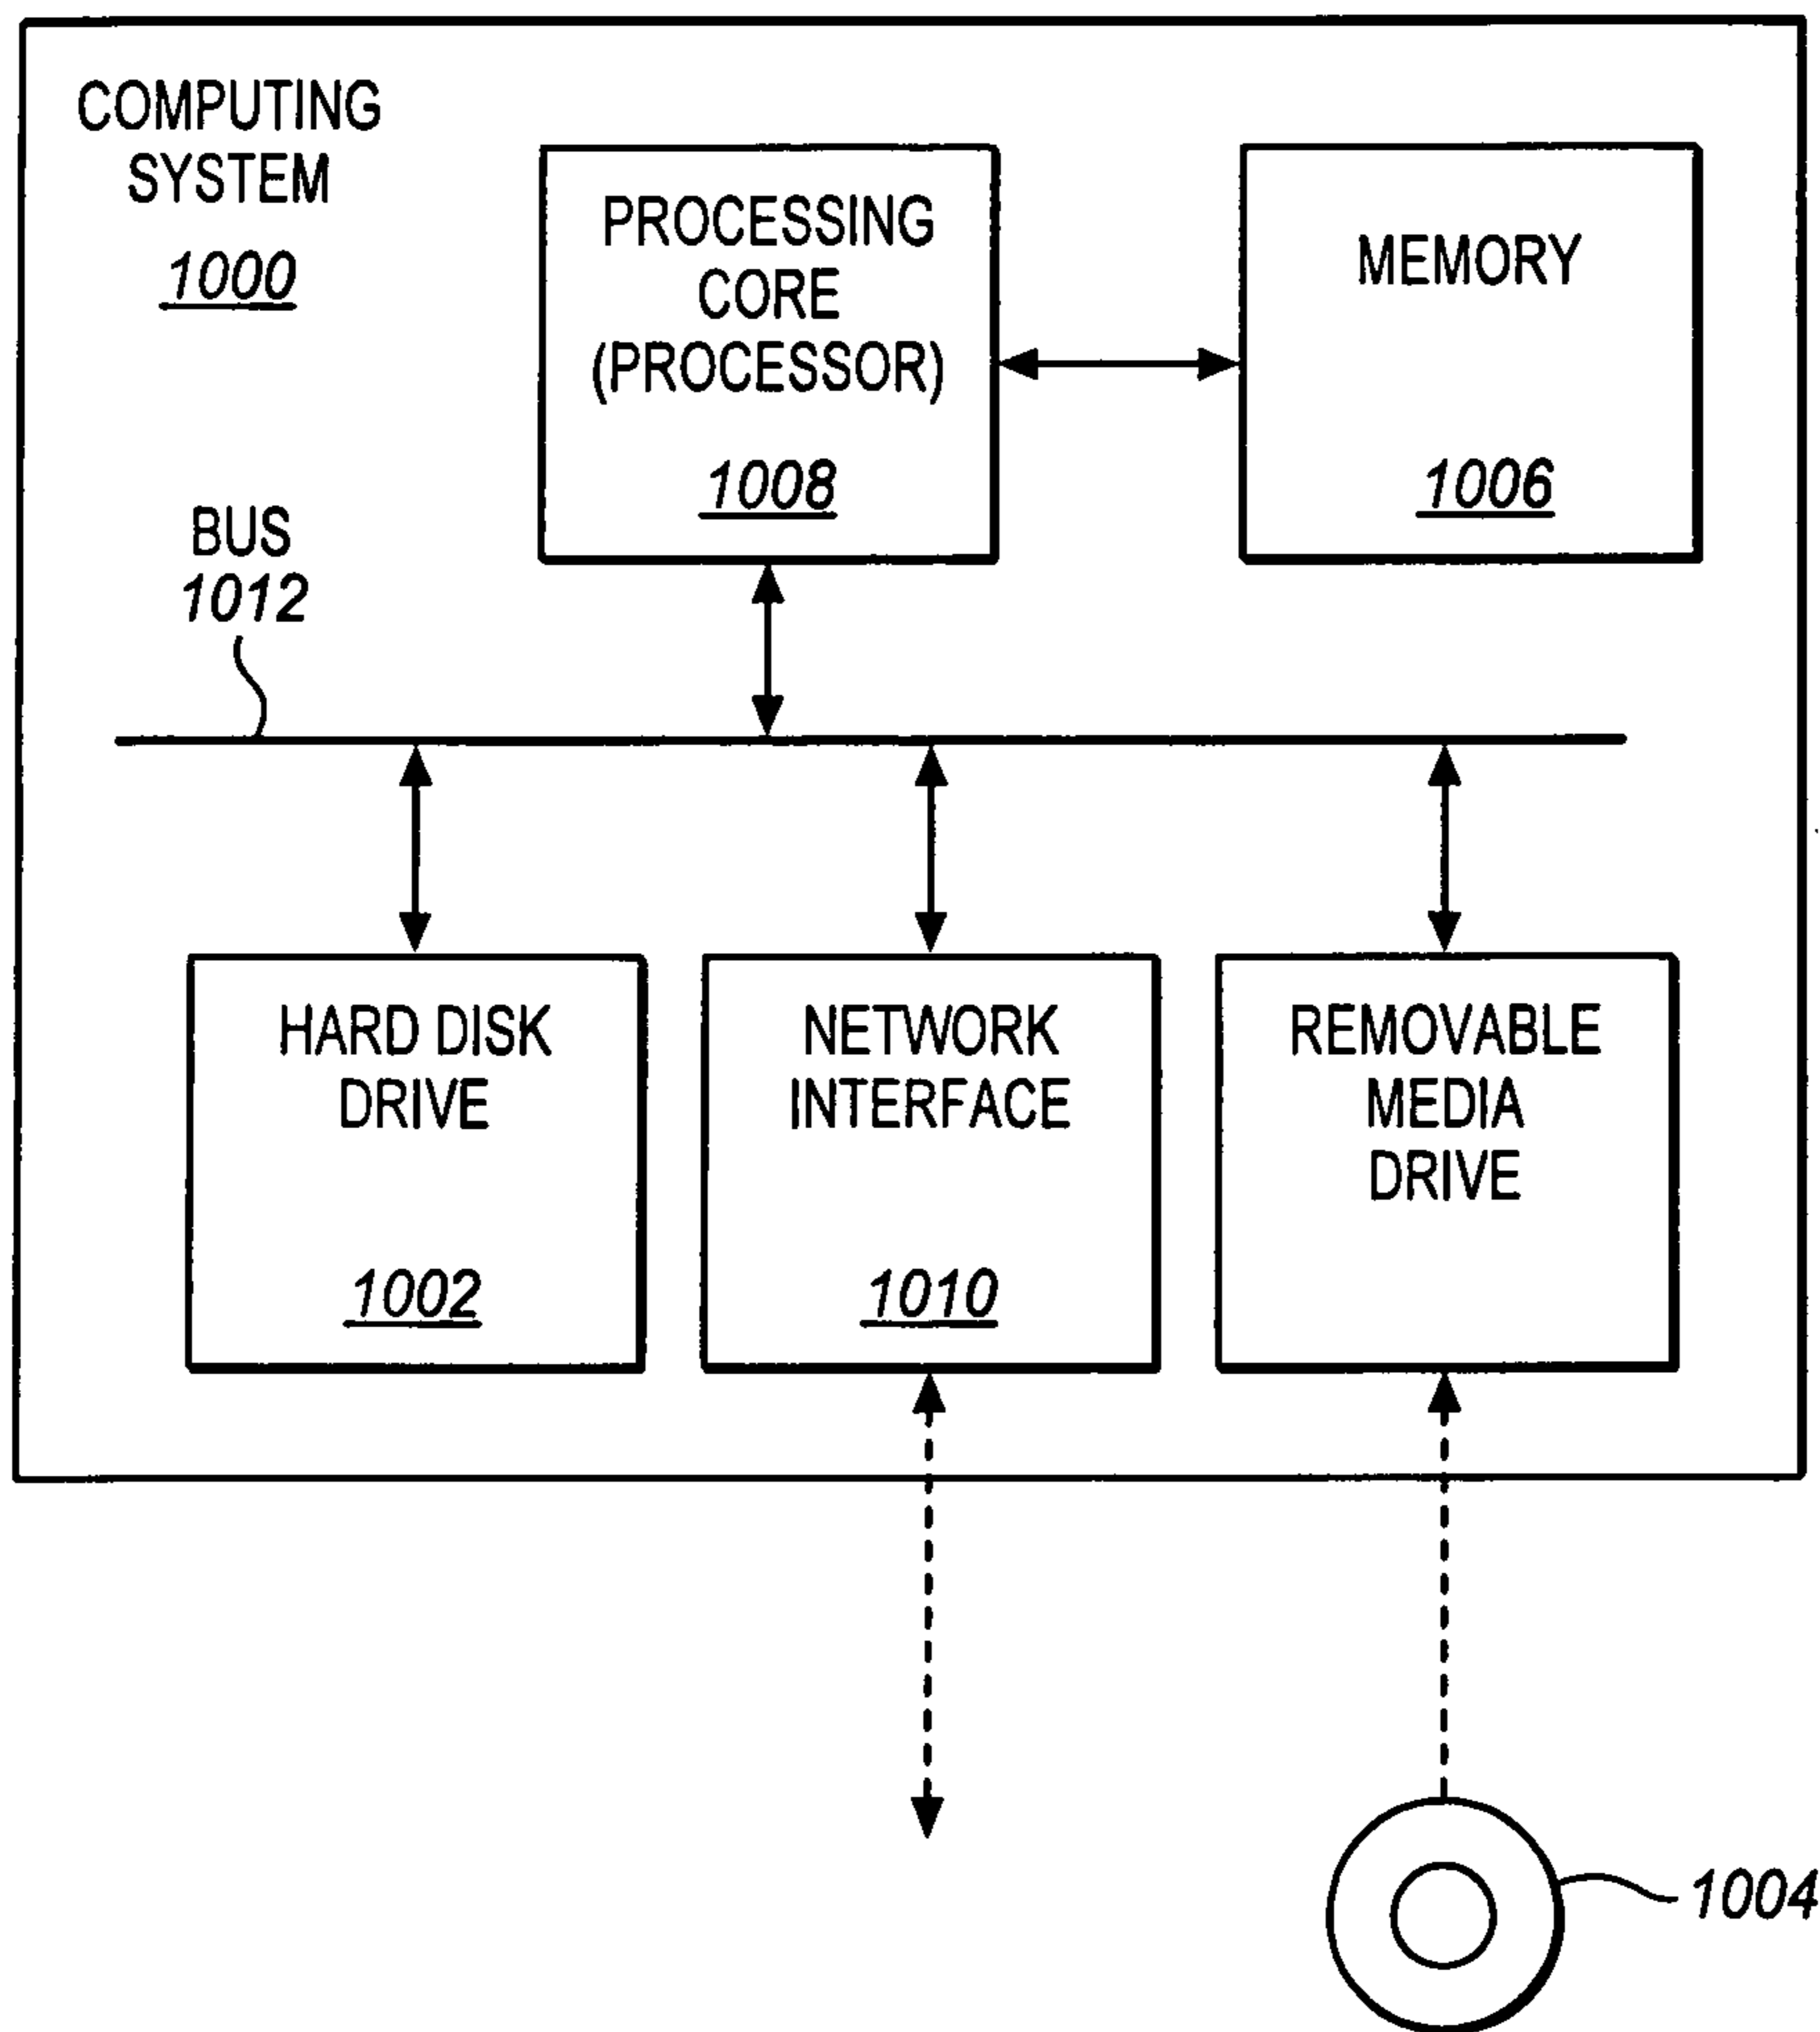 COMPUTING
SYSTEM
1000
PROCESSING
CORE
(PROCESSOR)
1008
MEMORY
1006
BUS
1012
HARD DISK
DRIVE
1002
NETWORK
INTERFACE
1010
REMOVABLE
MEDIA
DRIVE
1004